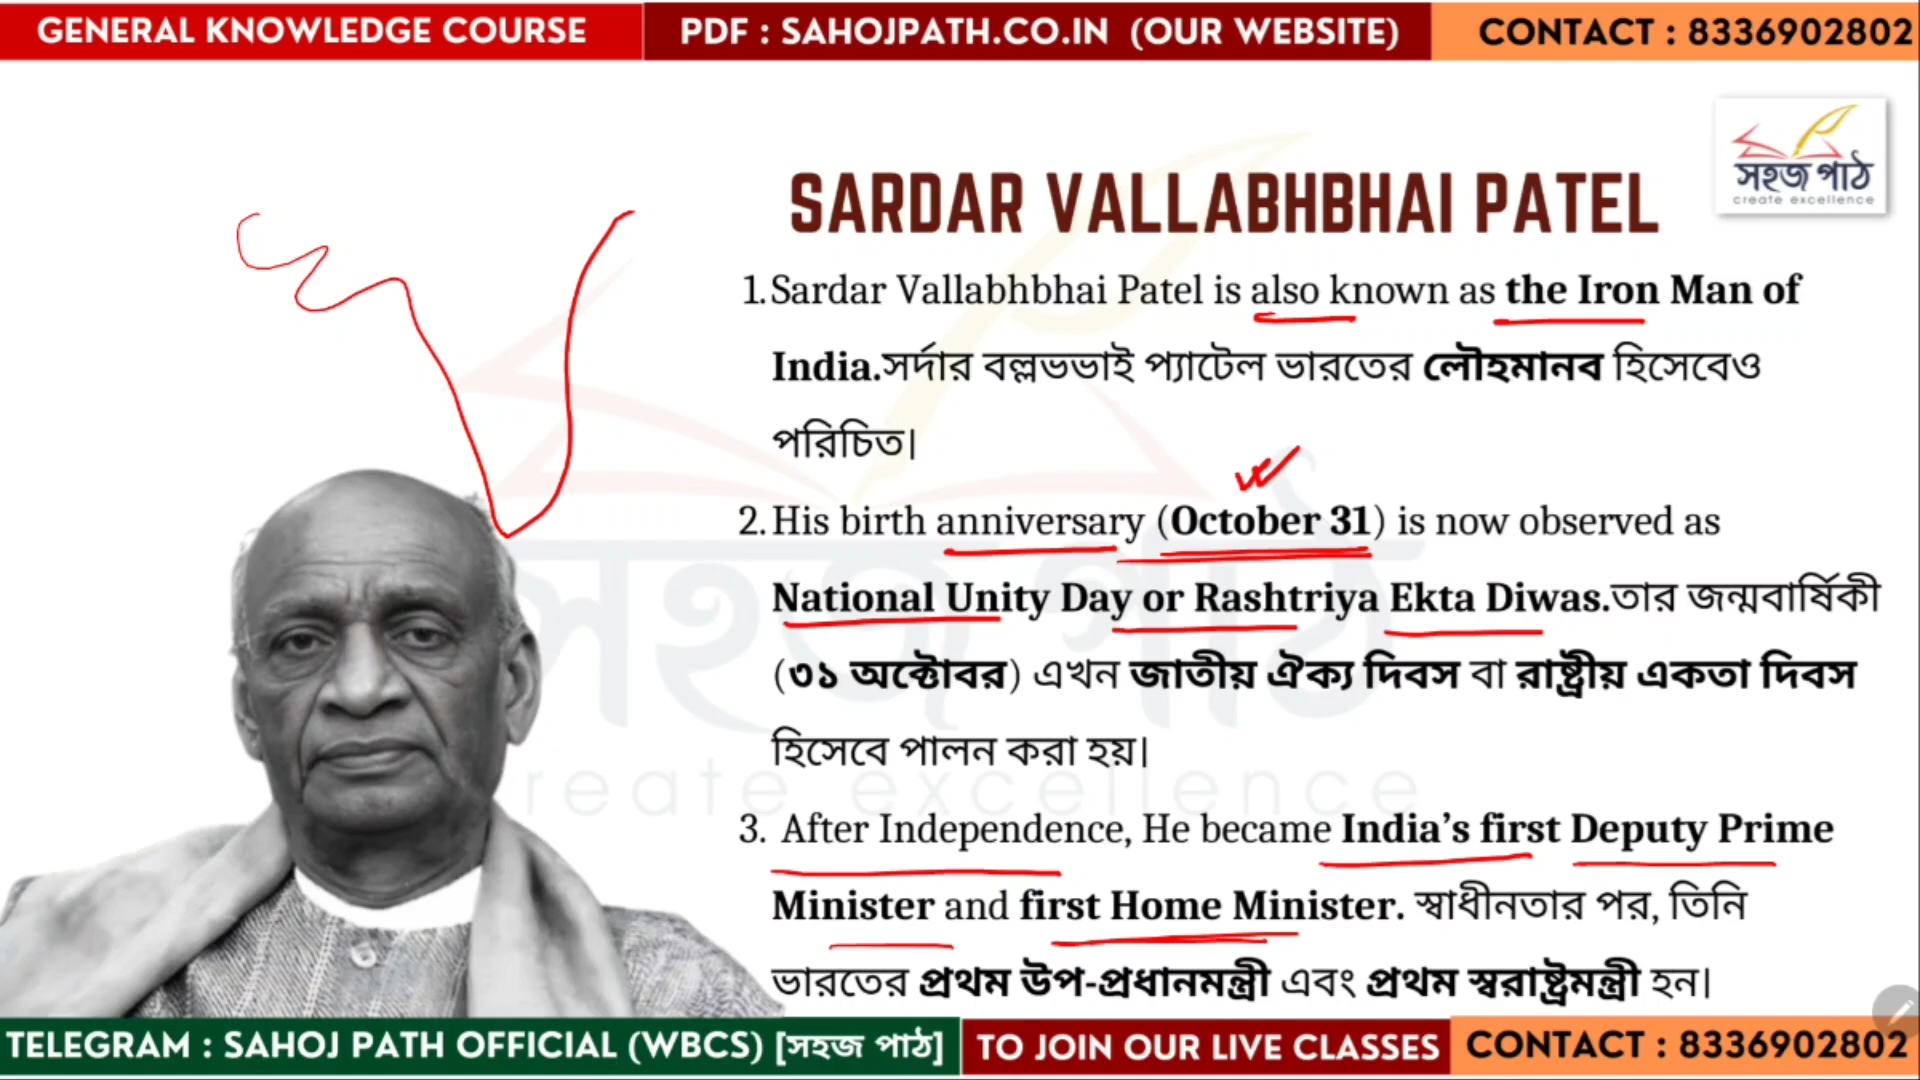 GENERAL KNOWLEDGE COURSE
PDF : SAHOJPATH.CO.IN (OUR WEBSITE)
CONTACT : 8336902802
সহজ পাঠ
create excellence
SARDAR VALLABHBHAI PATEL
1. Sardar Vallabhbhai Patel is also known as the Iron Man of
India.সর্দার বল্লভভাই প্যাটেল ভারতের লৌহমানব হিসেবেও
পরিচিত।
2. His birth anniversary (October 31) is now observed as
National Unity Day or Rashtriya Ekta Diwas.তার জন্মবার্ষিকী
(৩১ অক্টোবর) এখন জাতীয় ঐক্য দিবস বা রাষ্ট্রীয় একতা দিবস
হিসেবে পালন করা হয়।
সহজ পাঠ
create excellence
3. After Independence, He became India’s first Deputy Prime
Minister and first Home Minister. স্বাধীনতার পর, তিনি
ভারতের প্রথম উপ-প্রধানমন্ত্রী এবং প্রথম স্বরাষ্ট্রমন্ত্রী হন।
TELEGRAM : SAHOJ PATH OFFICIAL (WBCS) [সহজ পাঠ]
TO JOIN OUR LIVE CLASSES
CONTACT : 8336902802